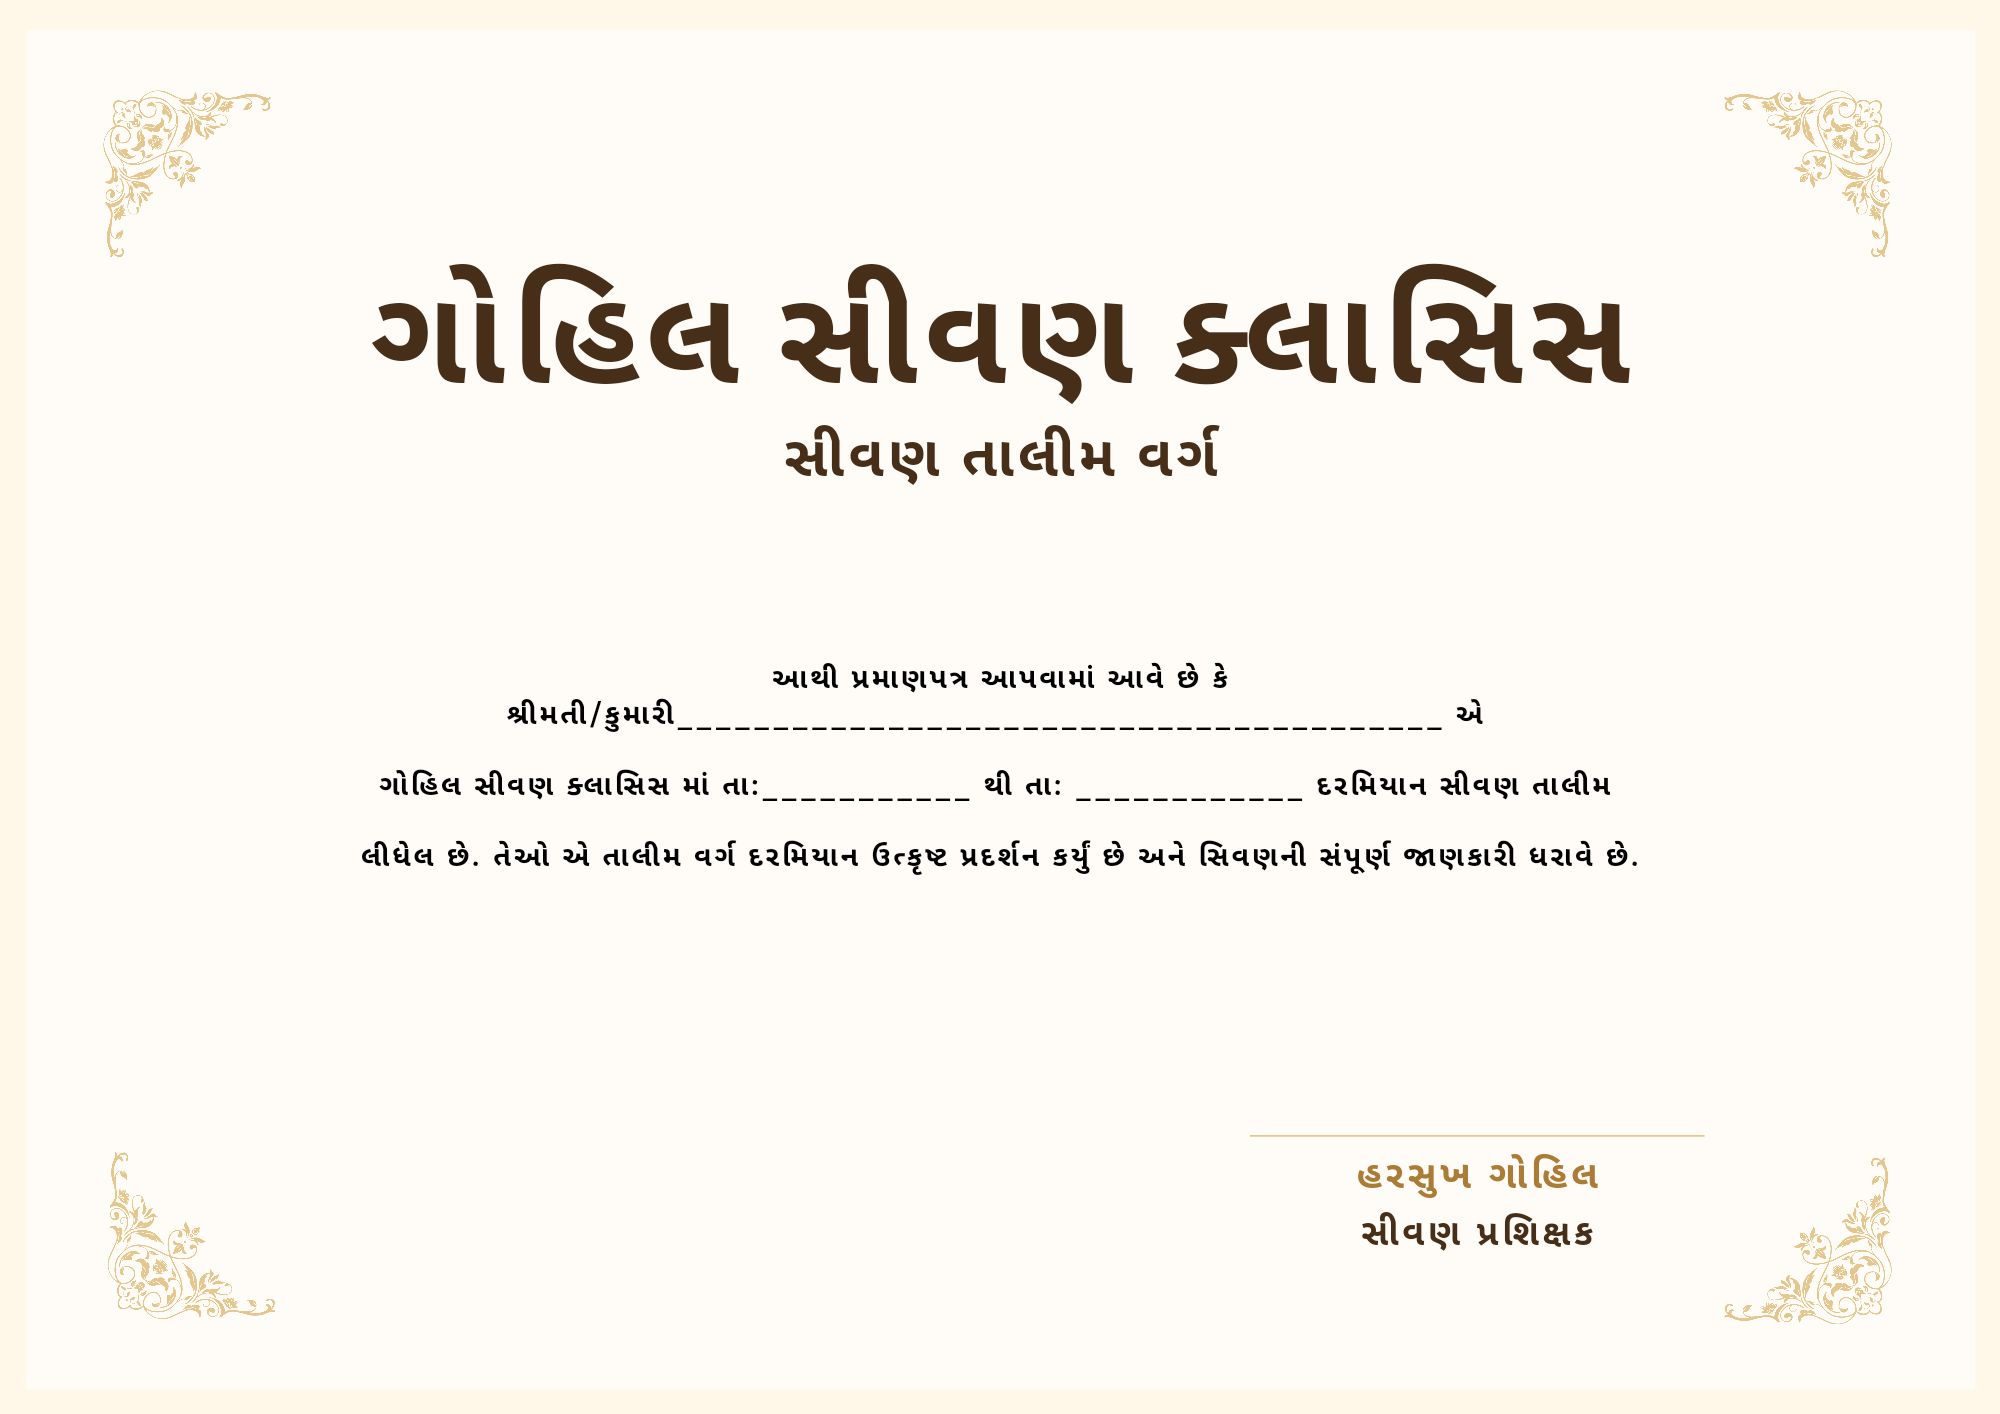 ગોહિલ સીવણ ક્લાસિસ
સીવણ તાલીમ વર્ગ
આથી પ્રમાણપત્ર આપવામાં આવે છે કે
શ્રીમતી/કુમારી________________________________________ એ
ગોહિલ સીવણ ક્લાસિસ માં તા:___________ થી તા: ____________ દરમિયાન સીવણ તાલીમ
લીધેલ છે. તેઓ એ તાલીમ વર્ગ દરમિયાન ઉત્કૃષ્ટ પ્રદર્શન કર્યું છે અને સિવણની સંપૂર્ણ જાણકારી ધરાવે છે.
હરસુખ ગોહિલ
સીવણ પ્રશિક્ષક